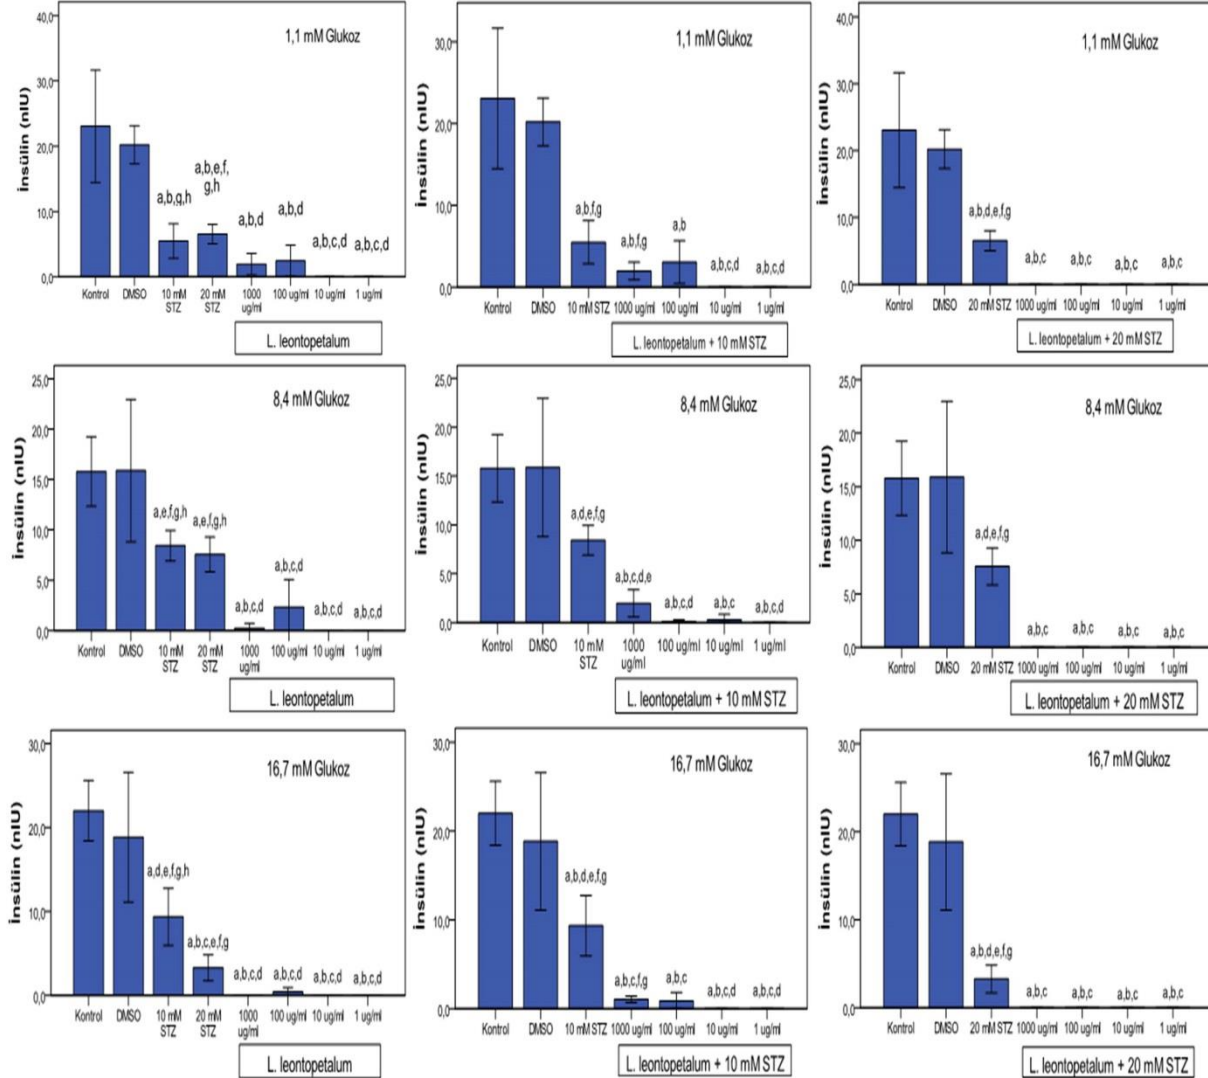 1,1 mM Glukoz
İnsülin (nIU)
40,0
30,0
20,0
10,0
0,0
a,b,g,h
a,b,e,f,
g,h
a,b,d
a,b,d
a,b,c,d
a,b,c,d
Kontrol
DMSO
10 mM
STZ
20 mM
STZ
1000
ug/ml
100 ug/ml
10 ug/ml
1 ug/ml
L. leontopetalum
1,1 mM Glukoz
İnsülin (nIU)
30,0
20,0
10,0
0,0
a,b,f,g
a,b,f,g
a,b
a,b,c,d
a,b,c,d
Kontrol
DMSO
10 mM STZ
1000 ug/ml
100 ug/ml
10 ug/ml
1 ug/ml
L. leontopetalum + 10 mM STZ
1,1 mM Glukoz
İnsülin (nIU)
40,0
30,0
20,0
10,0
0,0
a,b,d,e,f,g
a,b,c
a,b,c
a,b,c
a,b,c
Kontrol
DMSO
20 mM STZ
1000 ug/ml
100 ug/ml
10 ug/ml
1 ug/ml
L. leontopetalum + 20 mM STZ
8,4 mM Glukoz
İnsülin (nIU)
25,0
20,0
15,0
10,0
5,0
0,0
a,e,f,g,h
a,e,f,g,h
a,b,c,d
a,b,c,d
a,b,c,d
a,b,c,d
Kontrol
DMSO
10 mM
STZ
20 mM
STZ
1000
ug/ml
100 ug/ml
10 ug/ml
1 ug/ml
L. leontopetalum
8,4 mM Glukoz
İnsülin (nIU)
25,0
20,0
15,0
10,0
5,0
0,0
a,d,e,f,g
a,b,c,d,e
a,b,c,d
a,b,c
a,b,c,d
Kontrol
DMSO
10 mM
STZ
1000
ug/ml
100 ug/ml
10 ug/ml
1 ug/ml
L. leontopetalum + 10 mM STZ
8,4 mM Glukoz
İnsülin (nIU)
25,0
20,0
15,0
10,0
5,0
0,0
a,d,e,f,g
a,b,c
a,b,c
a,b,c
a,b,c
Kontrol
DMSO
20 mM STZ
1000 ug/ml
100 ug/ml
10 ug/ml
1 ug/ml
L. leontopetalum + 20 mM STZ
16,7 mM Glukoz
İnsülin (nIU)
30,0
20,0
10,0
0,0
a,d,e,f,g,h
a,b,c,e,f,g
a,b,c,d
a,b,c,d
a,b,c,d
a,b,c,d
Kontrol
DMSO
10 mM
STZ
20 mM
STZ
1000
ug/ml
100 ug/ml
10 ug/ml
1 ug/ml
L. leontopetalum
16,7 mM Glukoz
İnsülin (nIU)
30,0
20,0
10,0
0,0
a,b,d,e,f,g
a,b,c,f,g
a,b,c
a,b,c,d
a,b,c,d
Kontrol
DMSO
10 mM STZ
1000 ug/ml
100 ug/ml
10 ug/ml
1 ug/ml
L. leontopetalum + 10 mM STZ
16,7 mM Glukoz
İnsülin (nIU)
30,0
20,0
10,0
0,0
a,b,d,e,f,g
a,b,c
a,b,c
a,b,c
a,b,c
Kontrol
DMSO
20 mM STZ
1000 ug/ml
100 ug/ml
10 ug/ml
1 ug/ml
L. leontopetalum + 20 mM STZ